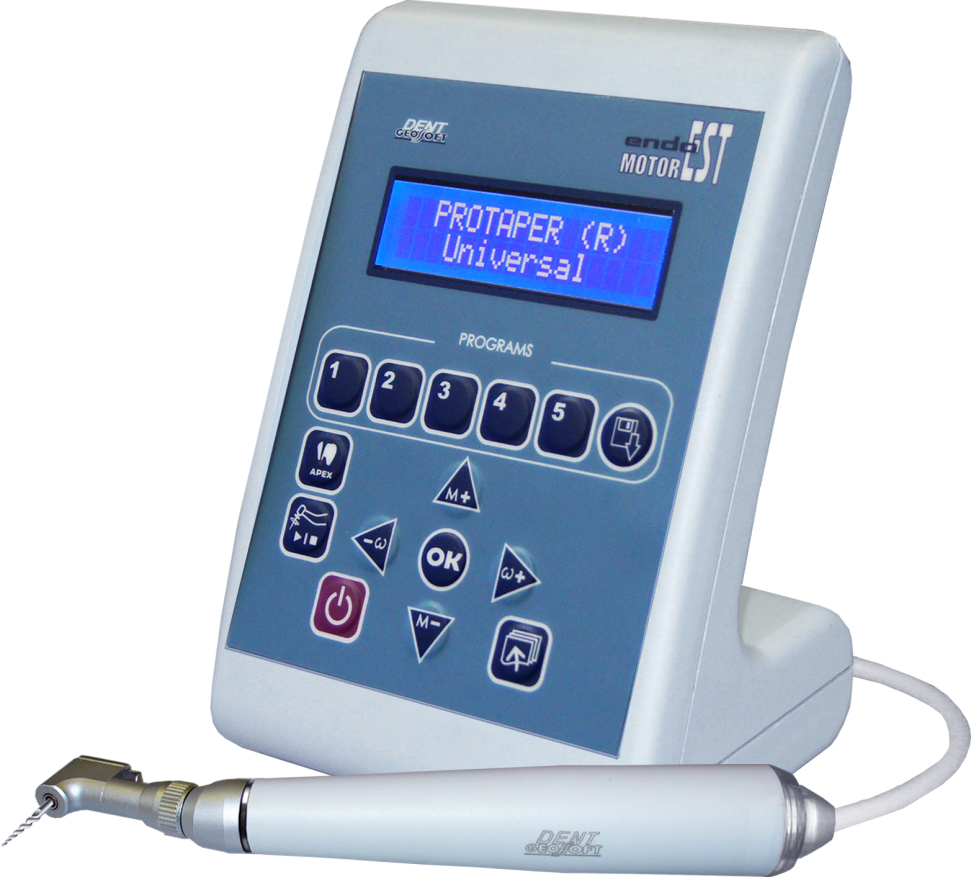 DENT
GEOSOFT
endo
MOTOR EST
PROTAPER (R)
Universal
PROGRAMS
1 2 3 4 5
APEX
M+
-ω OK ω+
M-
DENT
GEOSOFT